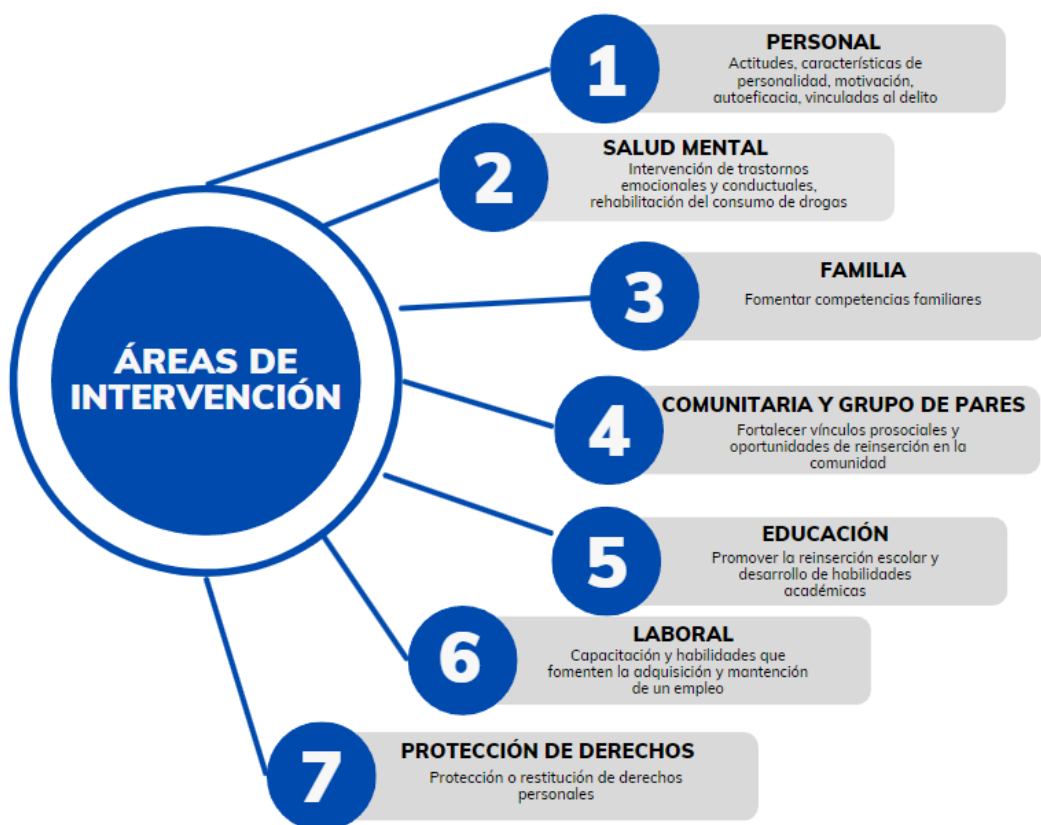 1
PERSONAL
Actitudes, características de
personalidad, motivación,
autoeficacia, vinculadas al delito
2
SALUD MENTAL
Intervención de trastornos
emocionales y conductuales,
rehabilitación del consumo de drogas
3
FAMILIA
Fomentar competencias familiares
ÁREAS DE
INTERVENCIÓN
4
COMUNITARIA Y GRUPO DE PARES
Fortalecer vínculos prosociales y
oportunidades de reinserción en la
comunidad
5
EDUCACIÓN
Promover la reinserción escolar y
desarrollo de habilidades
académicas
6
LABORAL
Capacitación y habilidades que
fomenten la adquisición y mantención
de un empleo
7
PROTECCIÓN DE DERECHOS
Protección o restitución de derechos
personales